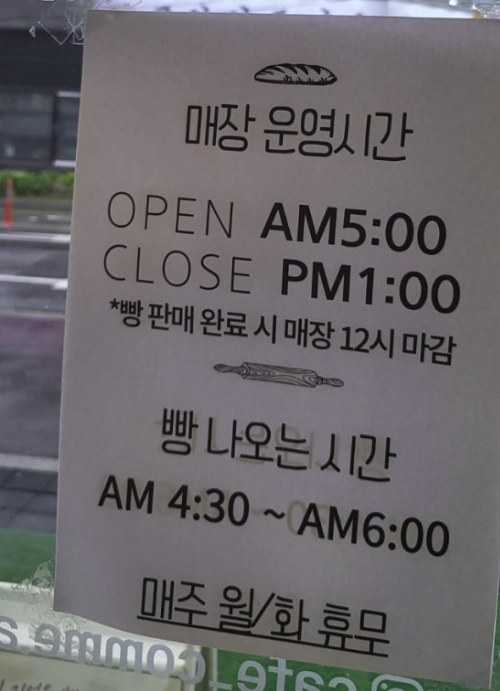 매장 운영시간
OPEN AM5:00
CLOSE PM1:00
*빵 판매 완료 시 매장 12시 마감
빵 나오는 시간
AM 4:30 ~ AM6:00
매주 월/화 휴무
@cafe_comme.a